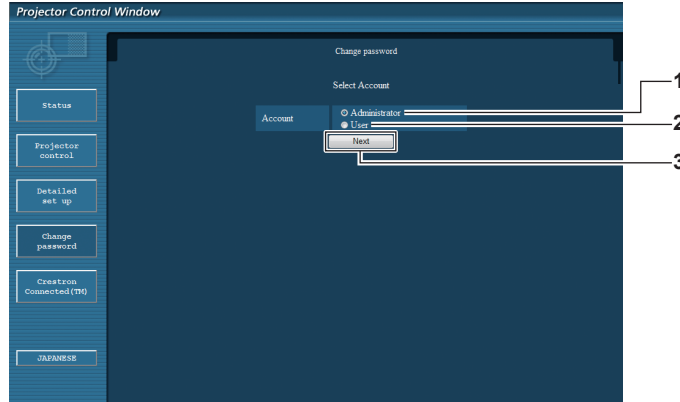 Projector Control Window
Change password
Select Account
Account
Administrator
User
Next
Status
Projector
control
Detailed
set up
Change
password
Crestron
Connected(TM)
JAPANESE
1
2
3